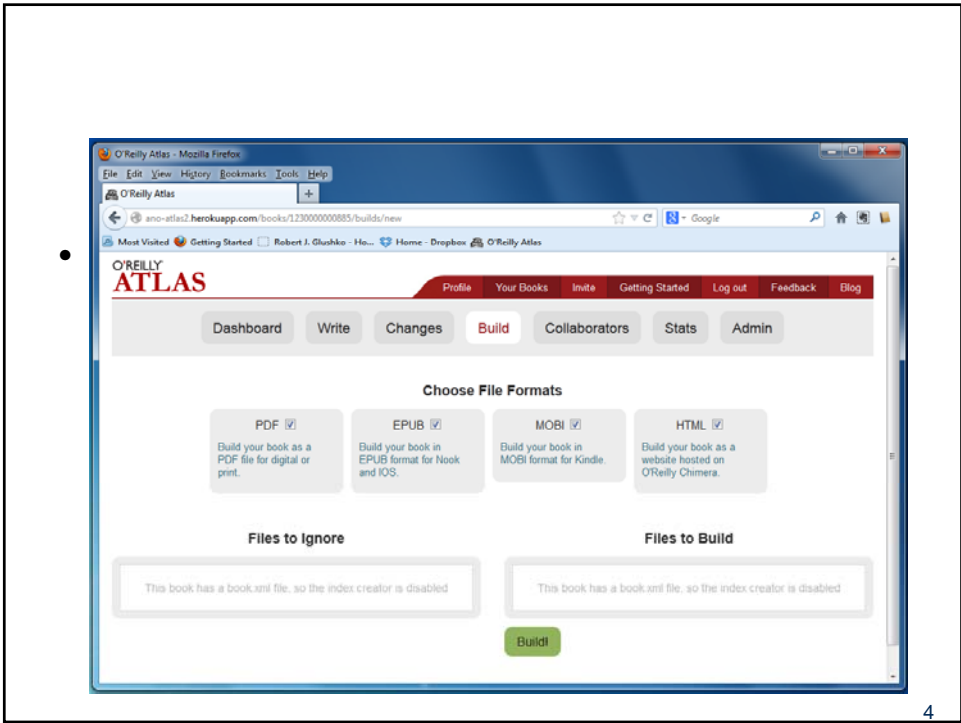 O'Reilly Atlas - Mozilla Firefox
File Edit View History Bookmarks Tools Help
O'Reilly Atlas +
ano-atlas2.herokuapp.com/books/1230000000885/builds/new Google
Most Visited Getting Started Robert J. Glushko - Ho... Home - Dropbox O'Reilly Atlas
O'REILLY
ATLAS
Profile Your Books Invite Getting Started Log out Feedback Blog
Dashboard Write Changes Build Collaborators Stats Admin
Choose File Formats
PDF EPUB MOBI HTML
Build your book as a Build your book in Build your book in Build your book as a
PDF file for digital or EPUB format for Nook MOBI format for Kindle. website hosted on
print. and IOS. O'Reilly Chimera.
Files to Ignore Files to Build
This book has a book.xml file, so the index creator is disabled This book has a book.xml file, so the index creator is disabled
Build!
4